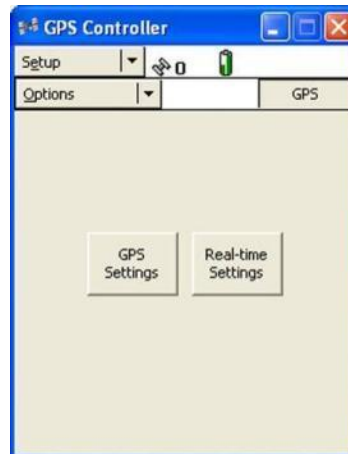 GPS Controller
Setup
0
Options
GPS
GPS
Settings
Real-time
Settings